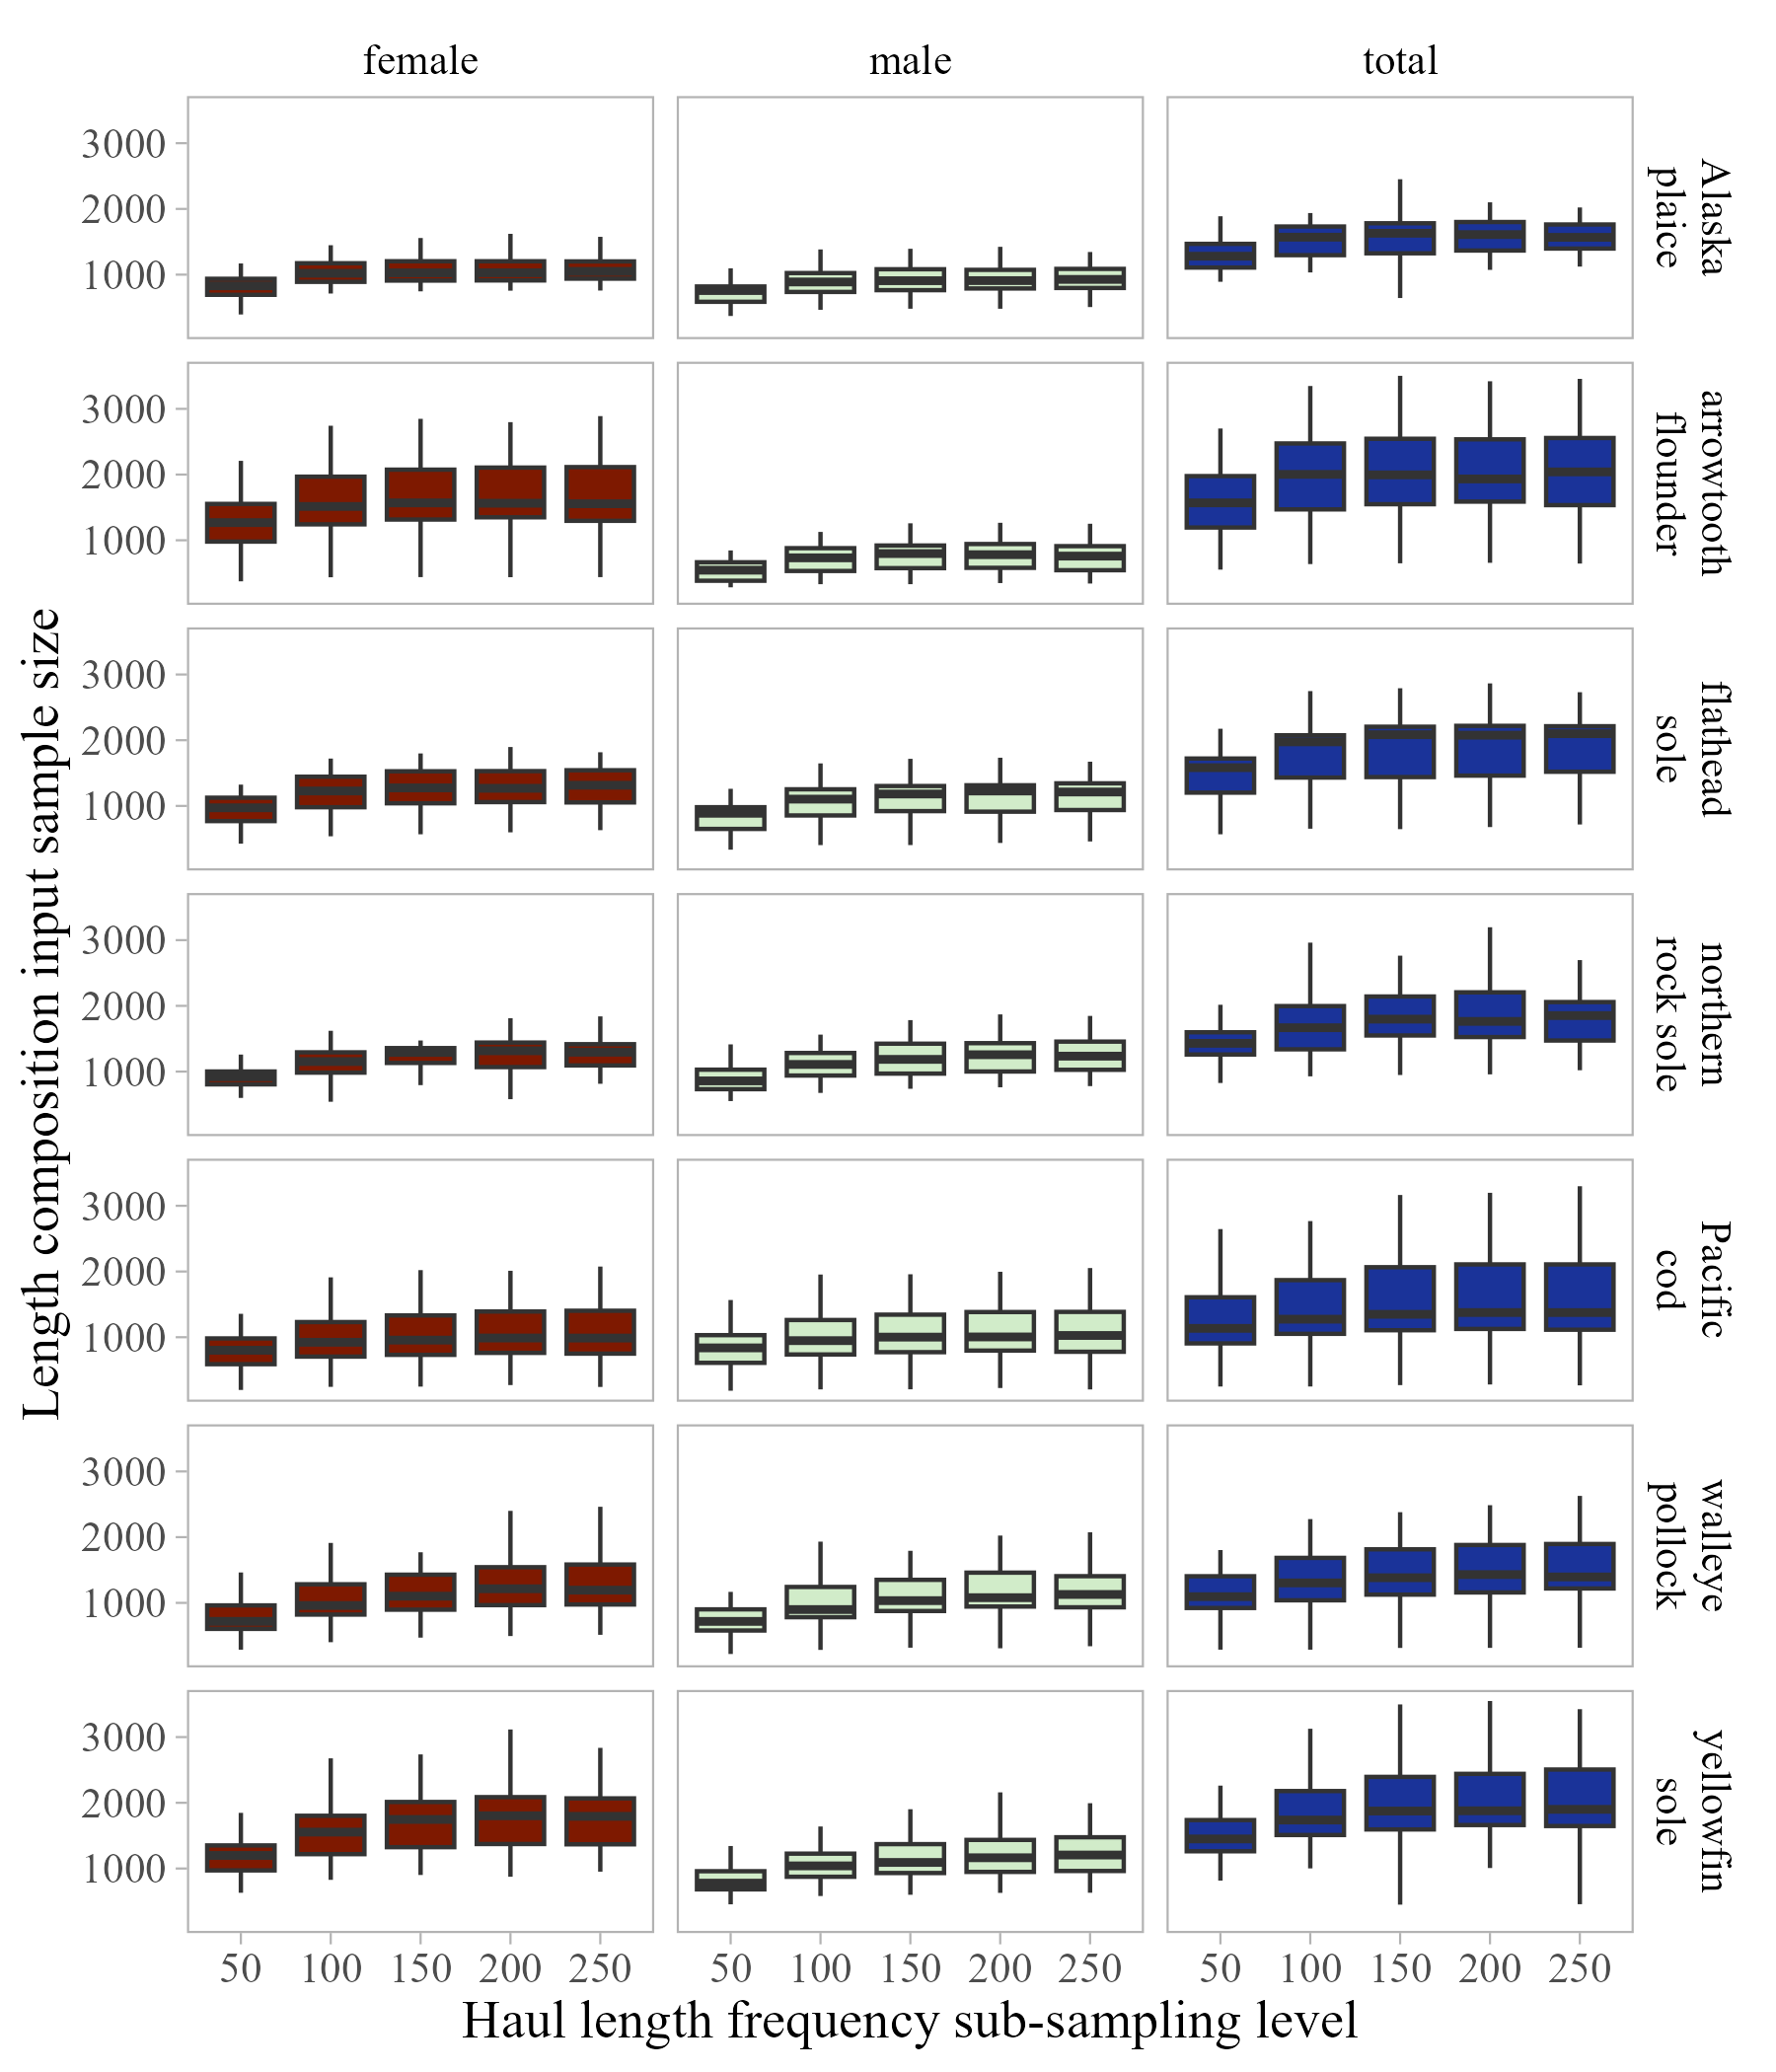 female male total
3000
2000
1000
Alaska
plaice
3000
2000
1000
arrowtooth
flounder
3000
2000
1000
flathead
sole
3000
2000
1000
northern
rock sole
3000
2000
1000
Pacific
cod
3000
2000
1000
walleye
pollock
3000
2000
1000
yellowfin
sole
Length composition input sample size
50 100 150 200 250 50 100 150 200 250 50 100 150 200 250
Haul length frequency sub-sampling level